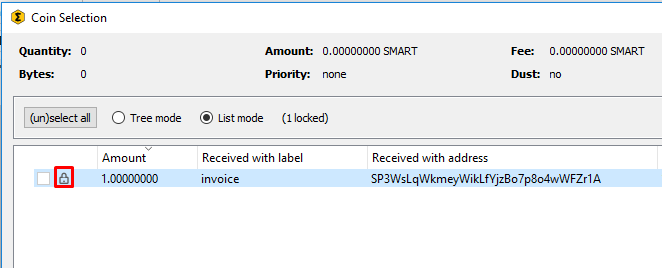 Coin Selection
Quantity: 0 Amount: 0.00000000 SMART Fee: 0.00000000 SMART
Bytes: 0 Priority: none Dust: no
(un)select all Tree mode List mode (1 locked)
Amount Received with label Received with address
1.00000000 invoice SP3WsLqWkmeyWikLfYjzBo7p8o4wWFZr1A